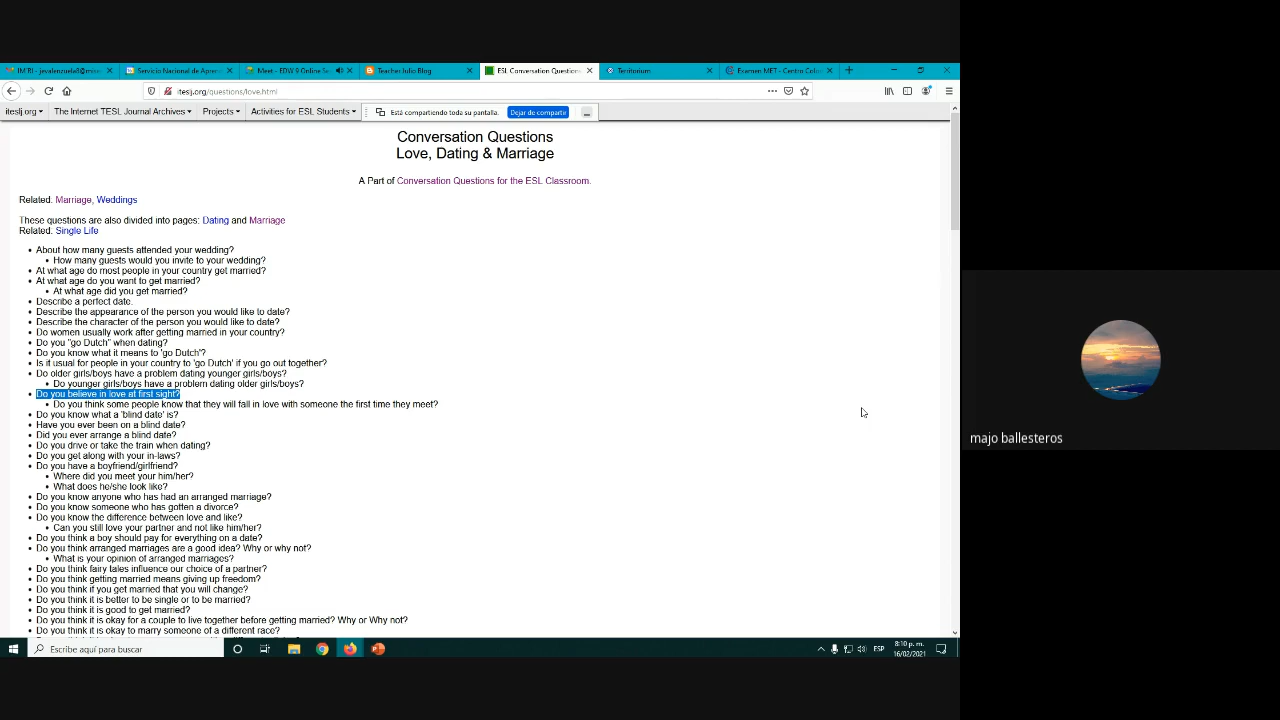 IM TRI - jevalenzuela8@mise
Servicio Nacional de Apren
Meet - EDW 9 Online Se
Teacher Julio Blog
ESL Conversation Questions
Territorium
Examen MET - Centro Colo
iteslj.org/questions/love.html
iteslj.org
The Internet TESL Journal Archives
Projects
Activities for ESL Students
Está compartiendo toda su pantalla.
Dejar de compartir
Conversation Questions
Love, Dating & Marriage
A Part of Conversation Questions for the ESL Classroom.
Related: Marriage, Weddings
These questions are also divided into pages: Dating and Marriage
Related: Single Life
About how many guests attended your wedding?
How many guests would you invite to your wedding?
At what age do most people in your country get married?
At what age do you want to get married?
At what age did you get married?
Describe a perfect date.
Describe the appearance of the person you would like to date?
Describe the character of the person you would like to date?
Do women usually work after getting married in your country?
Do you "go Dutch" when dating?
Do you know what it means to 'go Dutch'?
Is it usual for people in your country to 'go Dutch' if you go out together?
Do older girls/boys have a problem dating younger girls/boys?
Do younger girls/boys have a problem dating older girls/boys?
Do you believe in love at first sight?
Do you think some people know that they will fall in love with someone the first time they meet?
Do you know what a 'blind date' is?
Have you ever been on a blind date?
Did you ever arrange a blind date?
Do you drive or take the train when dating?
Do you get along with your in-laws?
Do you have a boyfriend/girlfriend?
Where did you meet your him/her?
What does he/she look like?
Do you know anyone who has had an arranged marriage?
Do you know someone who has gotten a divorce?
Do you know the difference between love and like?
Can you still love your partner and not like him/her?
Do you think a boy should pay for everything on a date?
Do you think arranged marriages are a good idea? Why or why not?
What is your opinion of arranged marriages?
Do you think fairy tales influence our choice of a partner?
Do you think getting married means giving up freedom?
Do you think if you get married that you will change?
Do you think it is better to be single or to be married?
Do you think it is good to get married?
Do you think it is okay for a couple to live together before getting married? Why or Why not?
Do you think it is okay to marry someone of a different race?
majo ballesteros
Escribe aquí para buscar
ESP
8:10 p. m.
16/02/2021